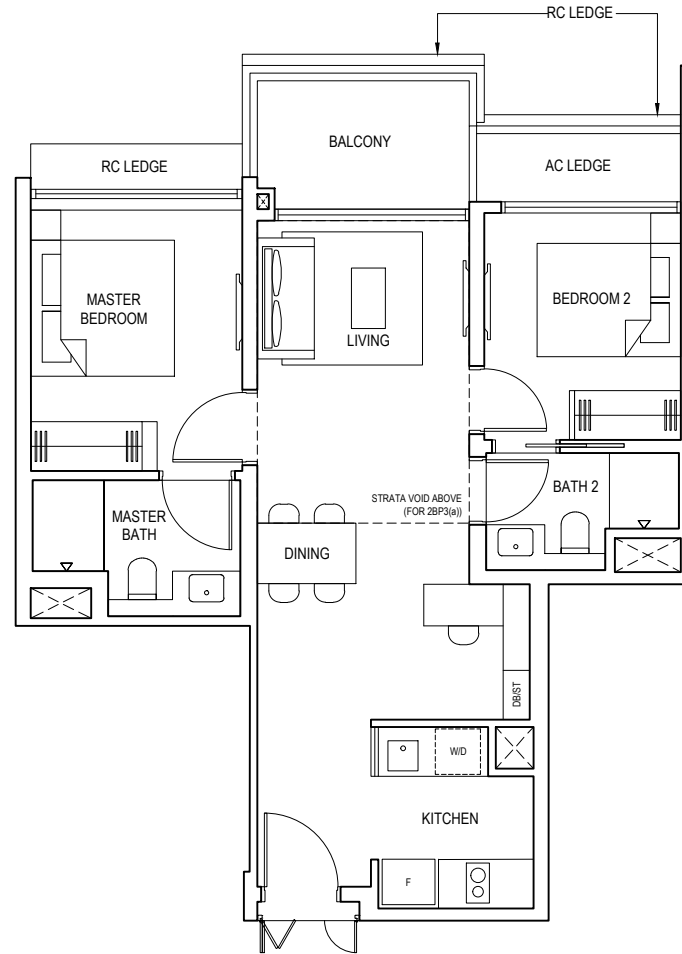 RC LEDGE
BALCONY
RC LEDGE
AC LEDGE
MASTER
BEDROOM
BEDROOM 2
LIVING
STRATA VOID ABOVE
(FOR 2BP3(a))
BATH 2
MASTER
BATH
DINING
DB/ST
W/D
KITCHEN
F